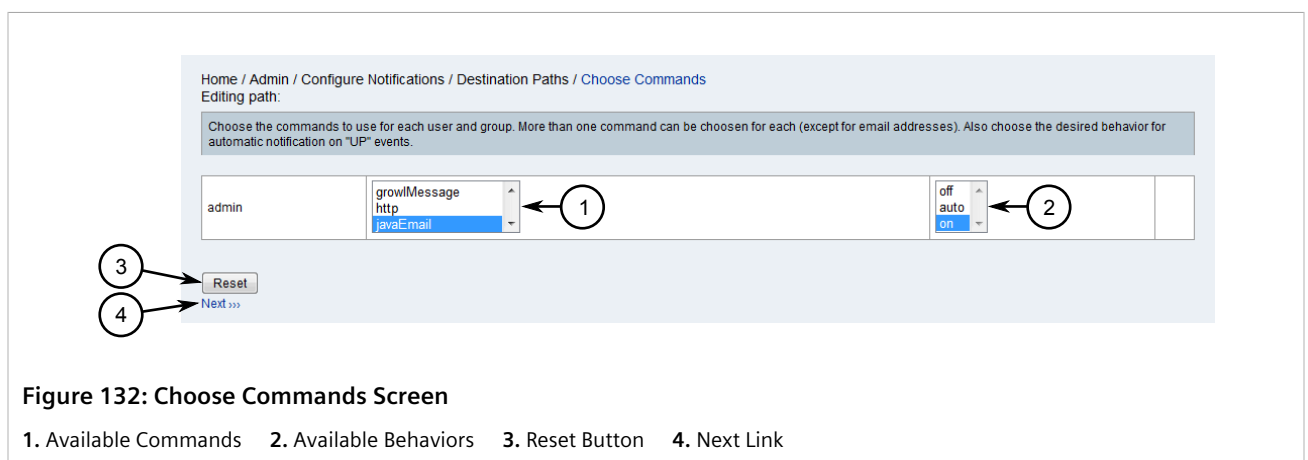 Home / Admin / Configure Notifications / Destination Paths / Choose Commands
Editing path:
Choose the commands to use for each user and group. More than one command can be choosen for each (except for email addresses). Also choose the desired behavior for
automatic notification on "UP" events.
admin
growlMessage
http
javaEmail
1
off
auto
on
2
3
Reset
4
Next ›››
Figure 132: Choose Commands Screen
1. Available Commands 2. Available Behaviors 3. Reset Button 4. Next Link